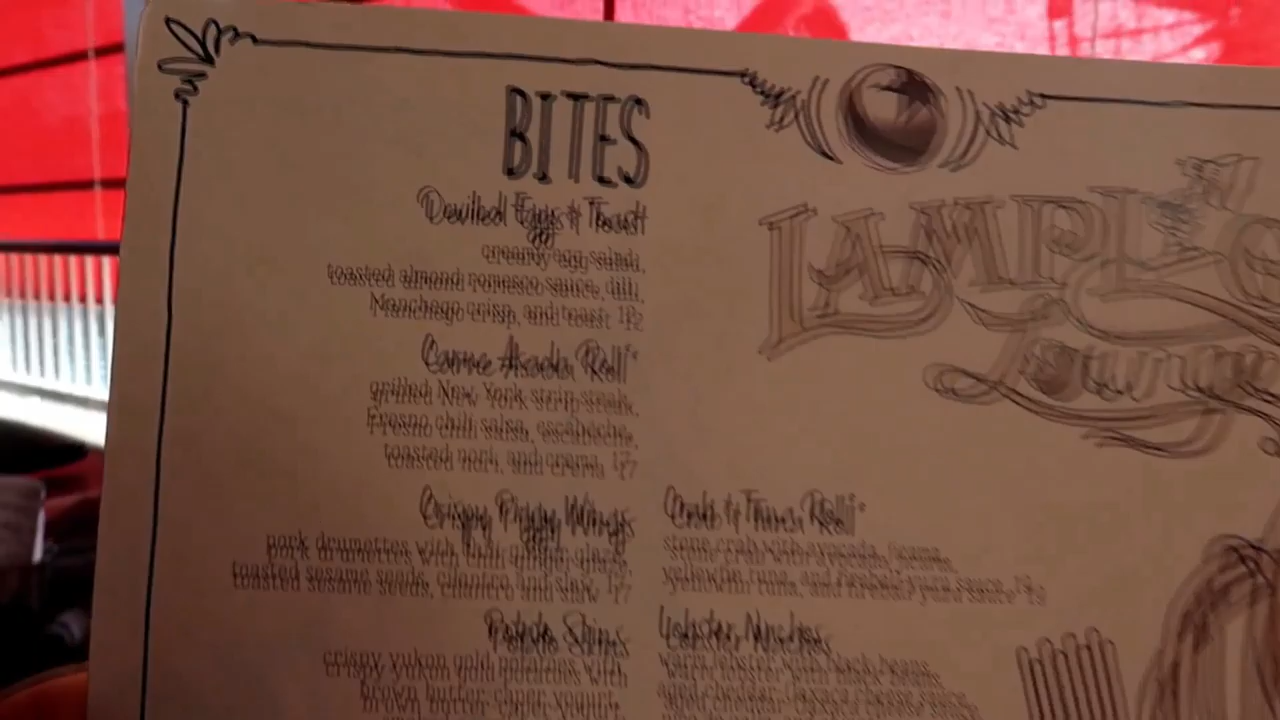 BITES
Deviled Eggs & Toast
creamy egg salad,
toasted almond romesco sauce, dill,
Manchego crisp, and toast 12
Carne Asada Roll*
grilled New York strip steak,
Fresno chili salsa, escabeche,
toasted nori, and crema 17
Crispy Piggy Wings
pork drumettes with chili-ginger glaze,
toasted sesame seeds, cilantro and slaw 17
Potato Skins
crispy yukon gold potatoes with
brown butter-caper yogurt,
Crab & Tuna Roll*
stone crab with avocado, jicama,
yellowfin tuna, and fireball yuzu sauce 19
Lobster Nachos
warm lobster with black beans,
aged cheddar, Oaxaca cheese sauce
LAMPL
Loun